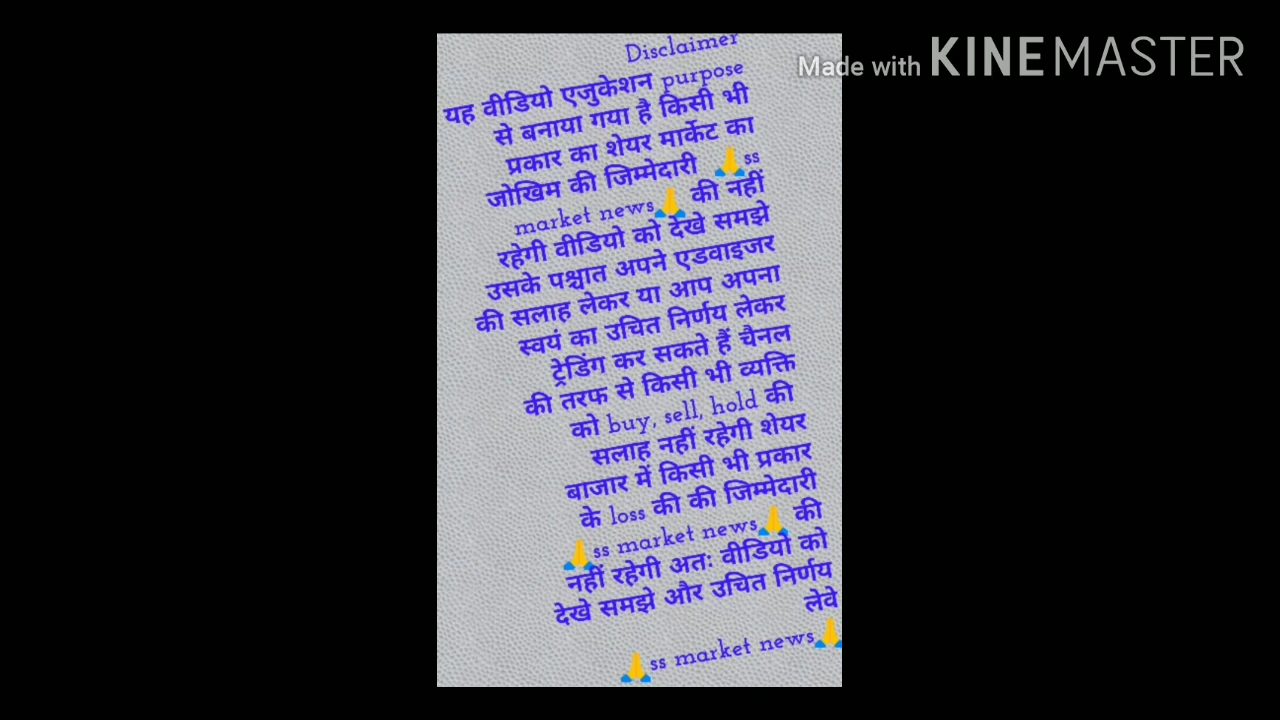 Disclaimer
Made with KINEMASTER
यह वीडियो एजुकेशन purpose
से बनाया गया है किसी भी
प्रकार का शेयर मार्केट का
जोखिम की जिम्मेदारी 🙏ss
market news🙏 की नहीं
रहेगी वीडियो को देखे समझे
उसके पश्चात अपने एडवाइजर
की सलाह लेकर या आप अपना
स्वयं का उचित निर्णय लेकर
ट्रेडिंग कर सकते हैं चैनल
की तरफ से किसी भी व्यक्ति
को buy, sell, hold की
सलाह नहीं रहेगी शेयर
बाजार में किसी भी प्रकार
के loss की की जिम्मेदारी
🙏ss market news🙏 की
नहीं रहेगी अतः वीडियो को
देखे समझे और उचित निर्णय
लेवे
🙏ss market news🙏